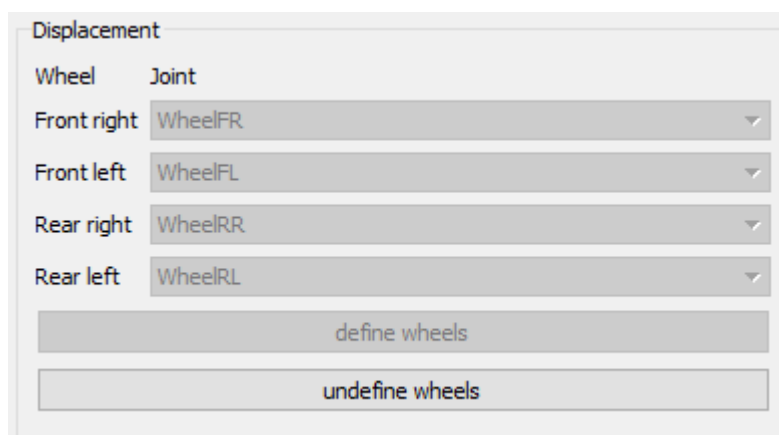 Displacement
Wheel Joint
Front right WheelFR
Front left WheelFL
Rear right WheelRR
Rear left WheelRL
define wheels
undefine wheels